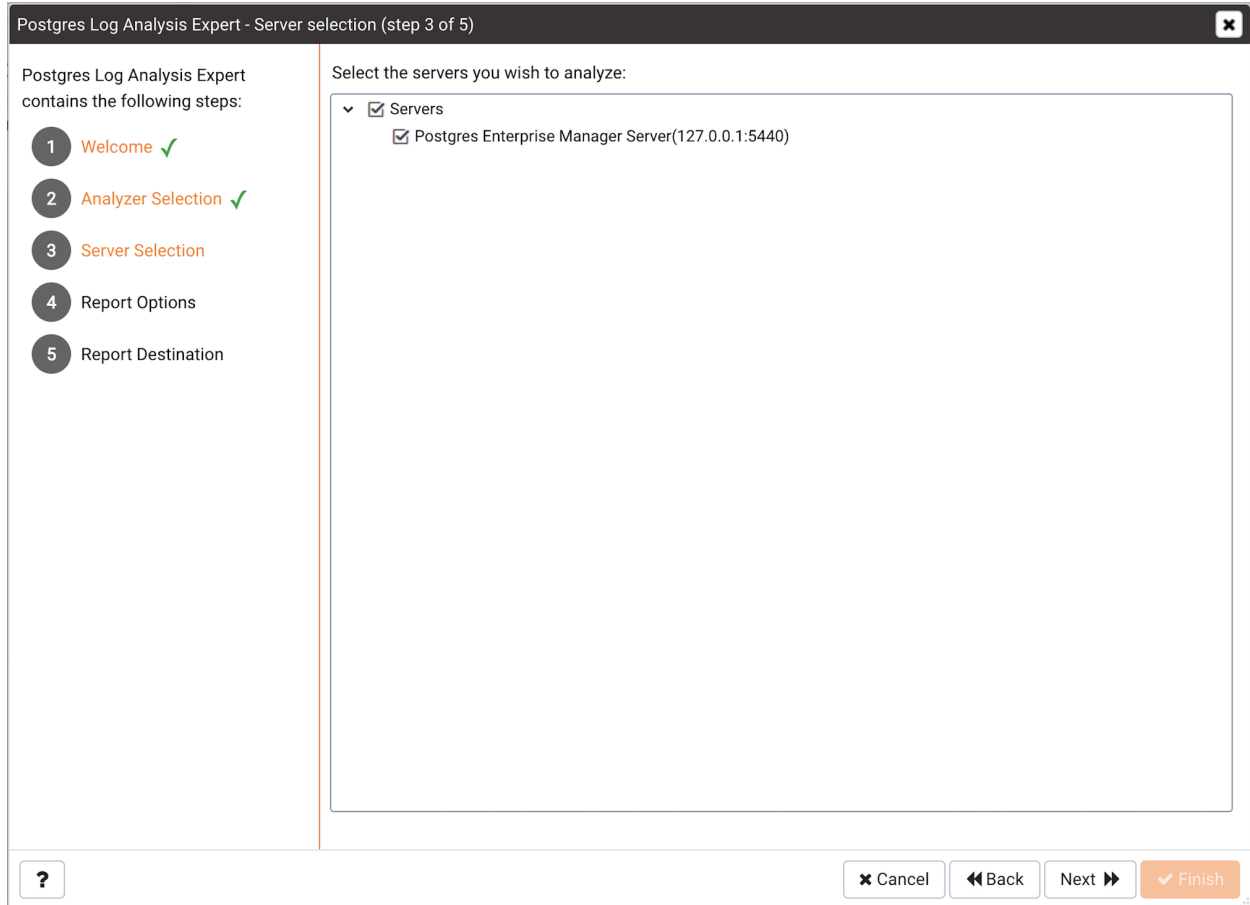 Postgres Log Analysis Expert - Server selection (step 3 of 5)
Postgres Log Analysis Expert
contains the following steps:
1 Welcome
2 Analyzer Selection
3 Server Selection
4 Report Options
5 Report Destination
Select the servers you wish to analyze:
Servers
Postgres Enterprise Manager Server(127.0.0.1:5440)
?
Cancel
Back
Next
Finish